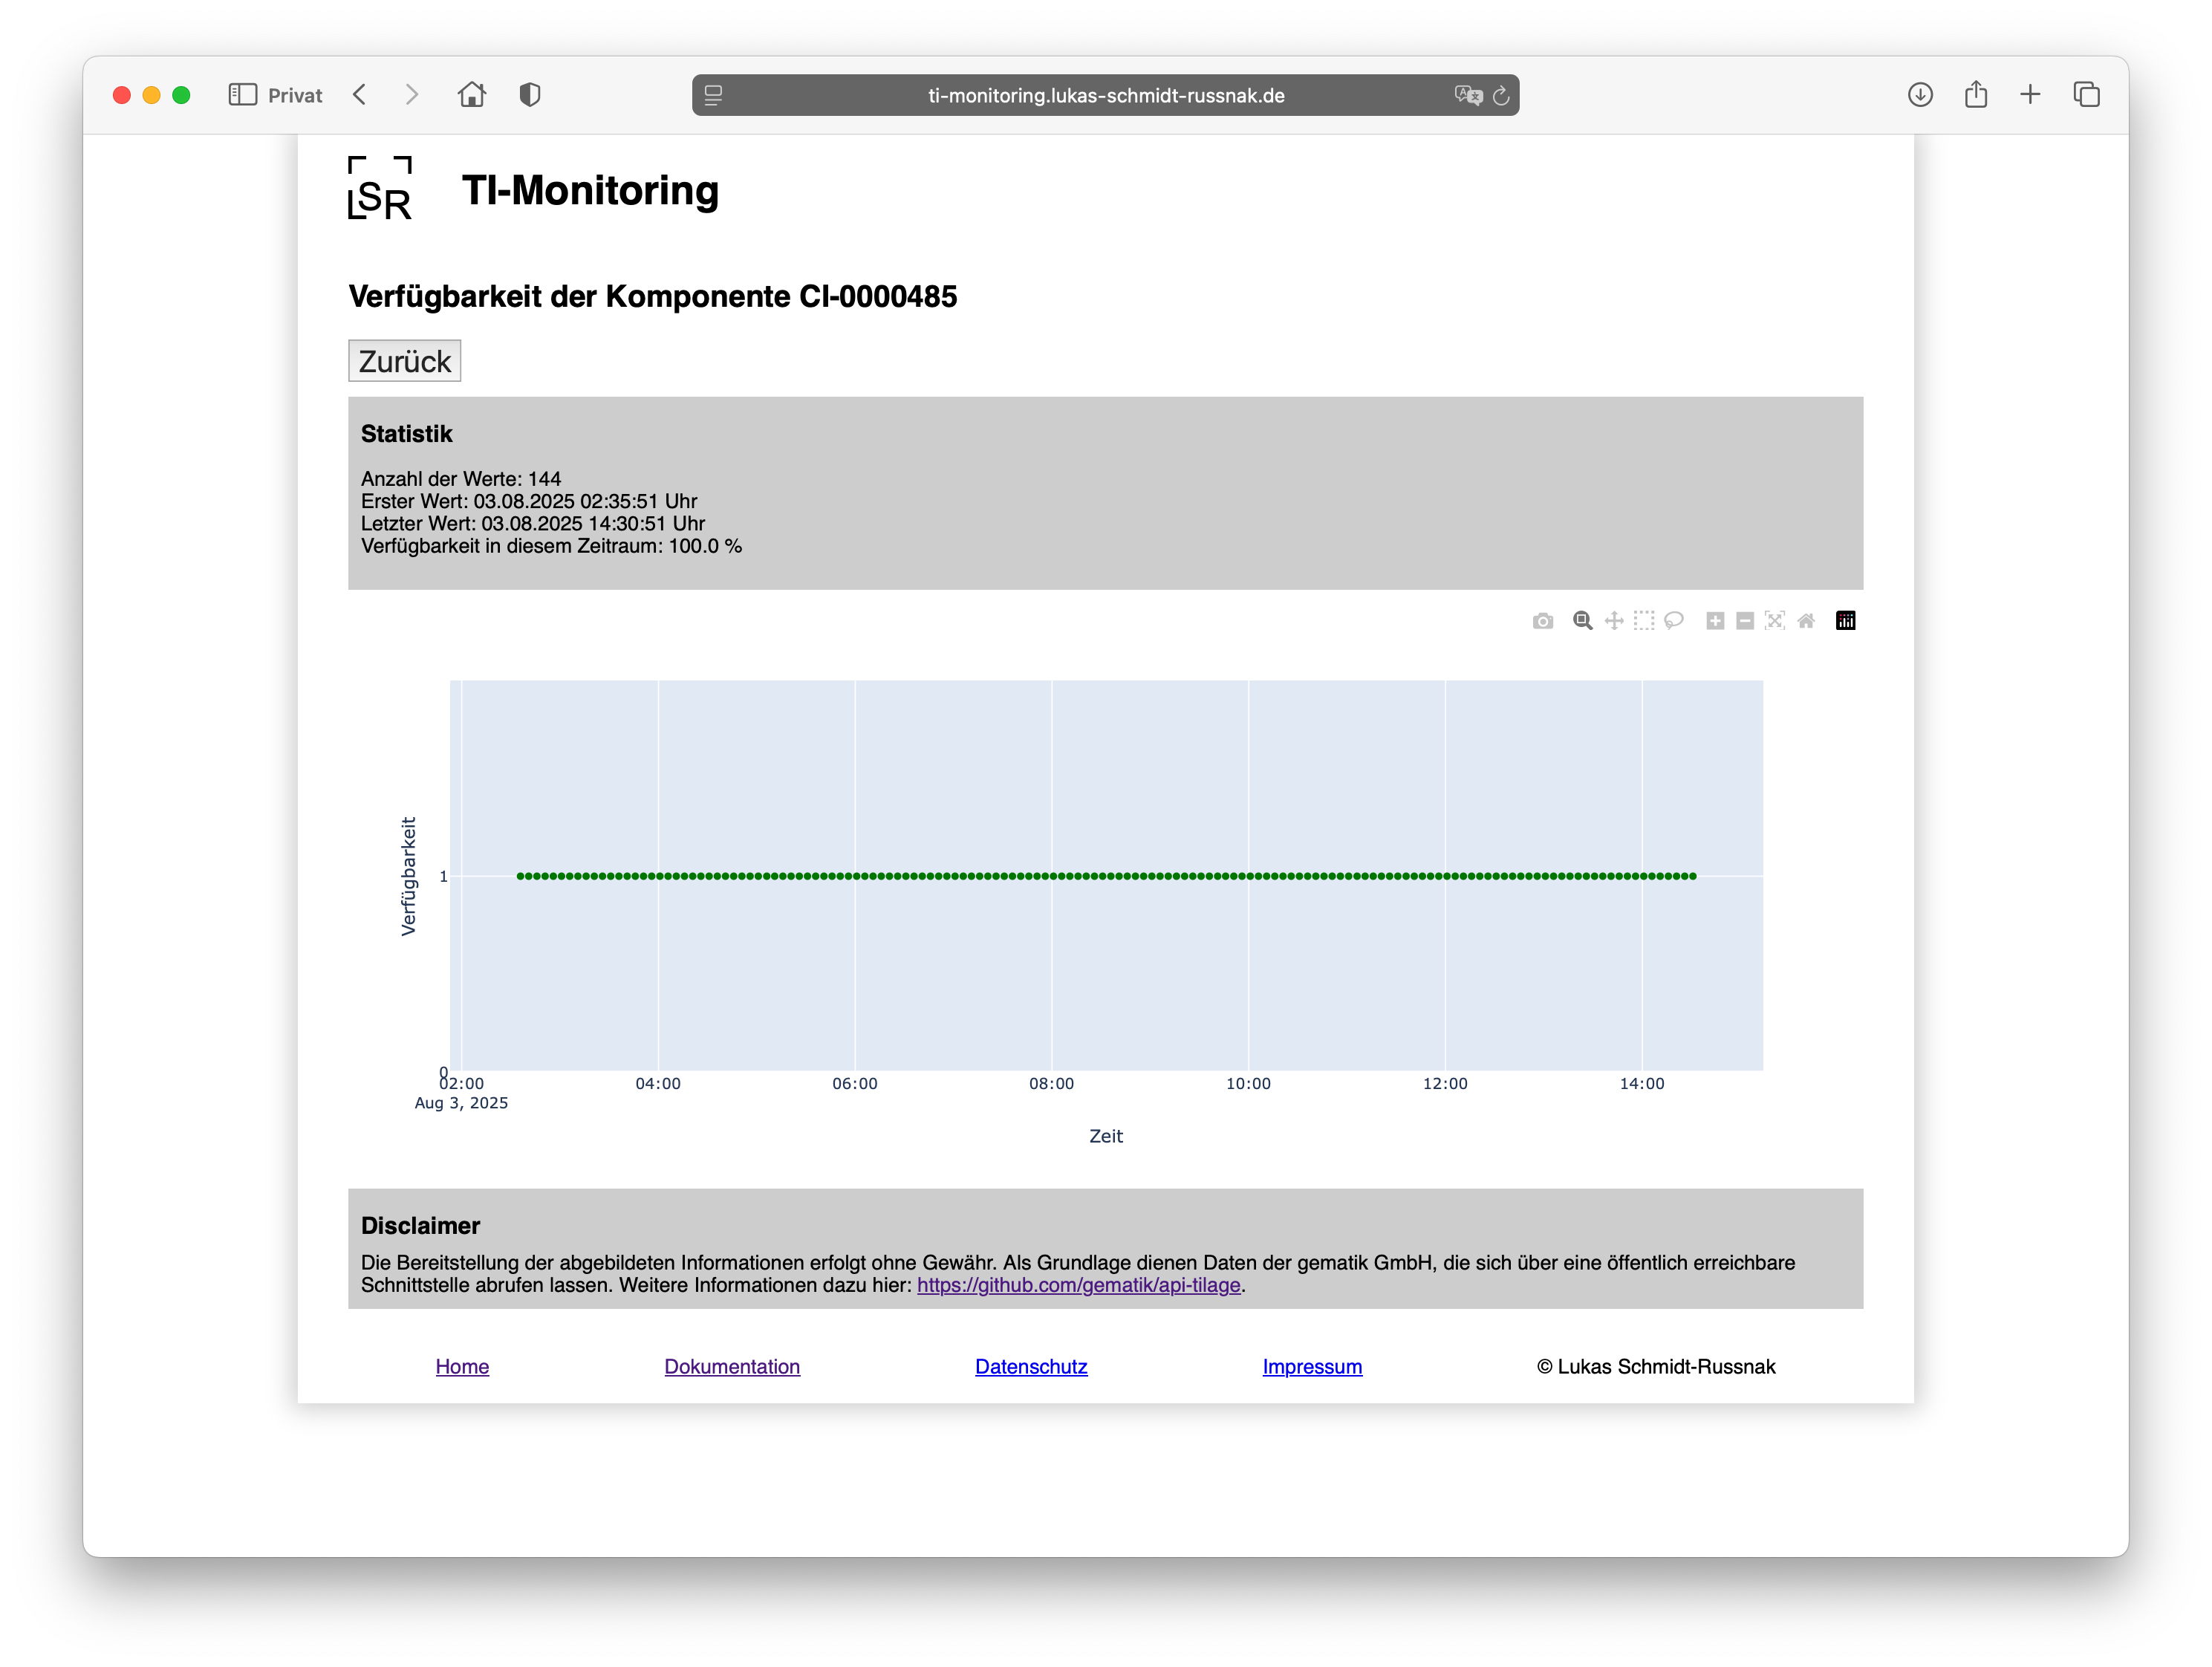 Privat
ti-monitoring.lukas-schmidt-russnak.de
LSR
TI-Monitoring
Verfügbarkeit der Komponente CI-0000485
Zurück
Statistik
Anzahl der Werte: 144
Erster Wert: 03.08.2025 02:35:51 Uhr
Letzter Wert: 03.08.2025 14:30:51 Uhr
Verfügbarkeit in diesem Zeitraum: 100.0 %
Verfügbarkeit
1
0
02:00 04:00 06:00 08:00 10:00 12:00 14:00
Aug 3, 2025
Zeit
Disclaimer
Die Bereitstellung der abgebildeten Informationen erfolgt ohne Gewähr. Als Grundlage dienen Daten der gematik GmbH, die sich über eine öffentlich erreichbare
Schnittstelle abrufen lassen. Weitere Informationen dazu hier: https://github.com/gematik/api-tilage.
Home Dokumentation Datenschutz Impressum © Lukas Schmidt-Russnak